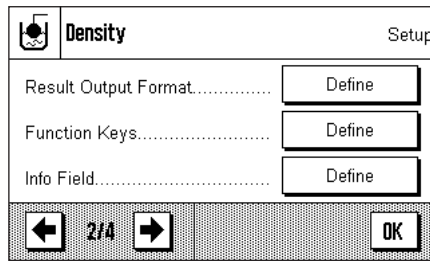 Density Setup
Result Output Format............... Define
Function Keys........................ Define
Info Field................................ Define
2/4 OK